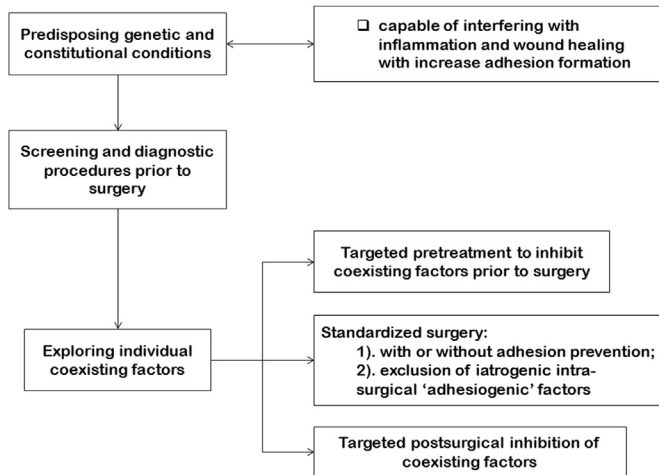 Predisposing genetic and
constitutional conditions
❑ capable of interfering with
inflammation and wound healing
with increase adhesion formation
Screening and diagnostic
procedures prior to
surgery
Targeted pretreatment to inhibit
coexisting factors prior to surgery
Exploring individual
coexisting factors
Standardized surgery:
1). with or without adhesion prevention;
2). exclusion of iatrogenic intra-
surgical ‘adhesiogenic’ factors
Targeted postsurgical inhibition of
coexisting factors